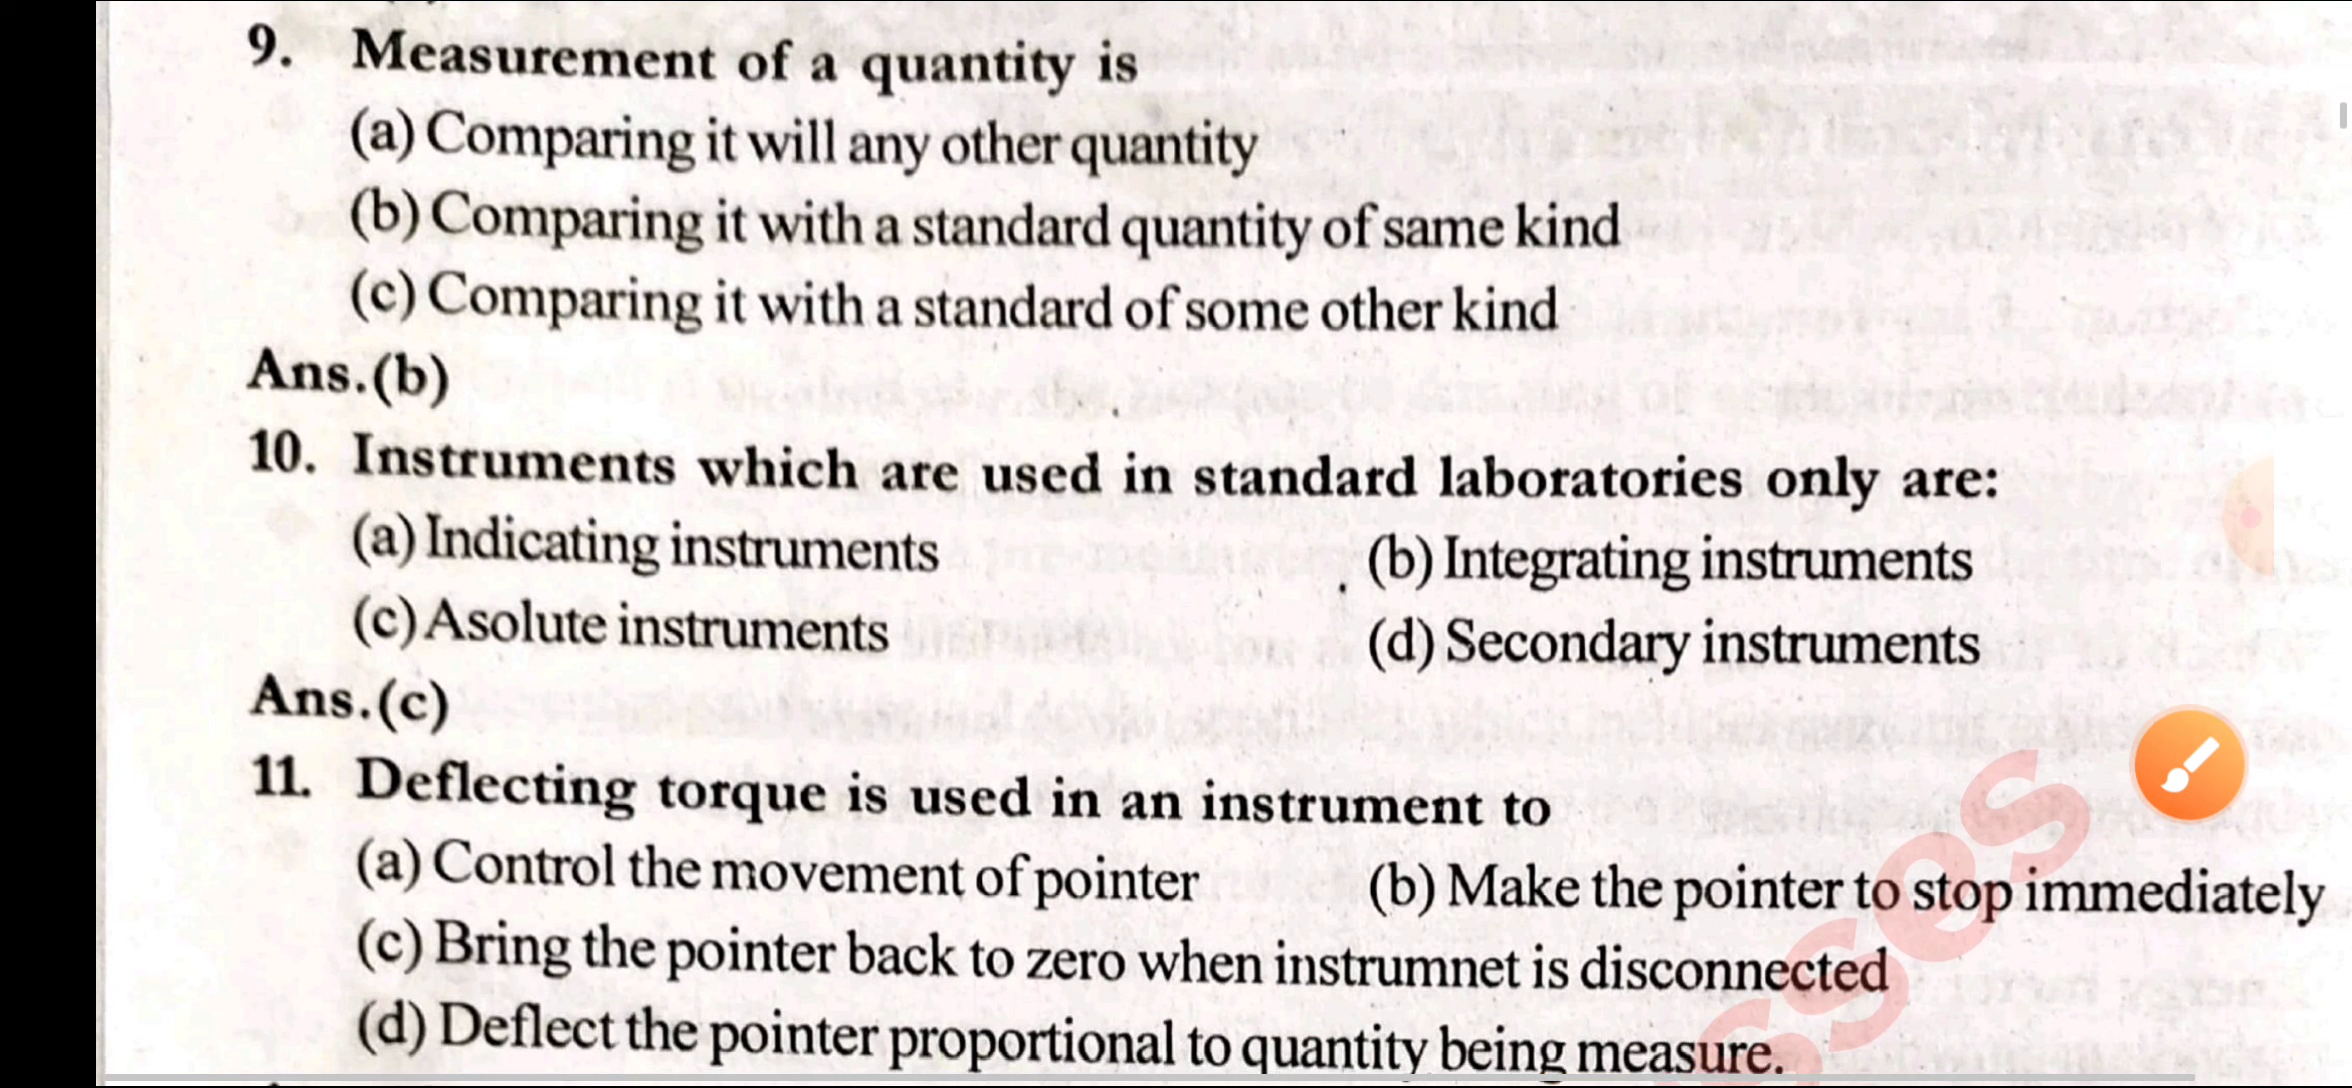 9. Measurement of a quantity is
(a) Comparing it will any other quantity
(b) Comparing it with a standard quantity of same kind
(c) Comparing it with a standard of some other kind
Ans.(b)
10. Instruments which are used in standard laboratories only are:
(a) Indicating instruments (b) Integrating instruments
(c) Asolute instruments (d) Secondary instruments
Ans.(c)
11. Deflecting torque is used in an instrument to
(a) Control the movement of pointer (b) Make the pointer to stop immediately
(c) Bring the pointer back to zero when instrumnet is disconnected
(d) Deflect the pointer proportional to quantity being measure.
sses